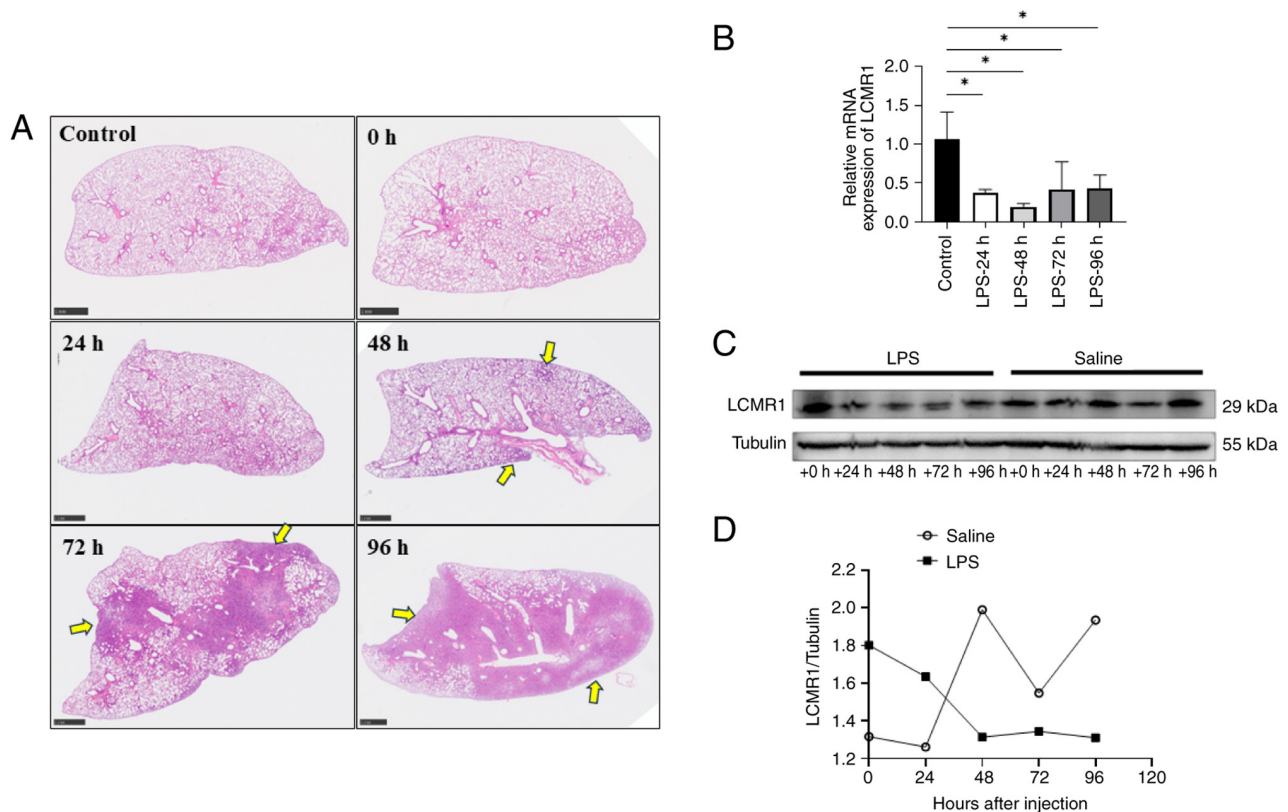 A
Control
0 h
24 h
48 h
72 h
96 h
B
*
*
*
*
2.0
1.5
1.0
0.5
0.0
Relative mRNA
expression of LCMR1
Control
LPS-24 h
LPS-48 h
LPS-72 h
LPS-96 h
C
LPS Saline
LCMR1 29 kDa
Tubulin 55 kDa
+0 h +24 h +48 h +72 h +96 h +0 h +24 h +48 h +72 h +96 h
D
Saline
LPS
2.2
2.0
1.8
1.6
1.4
1.2
LCMR1/Tubulin
0 24 48 72 96 120
Hours after injection